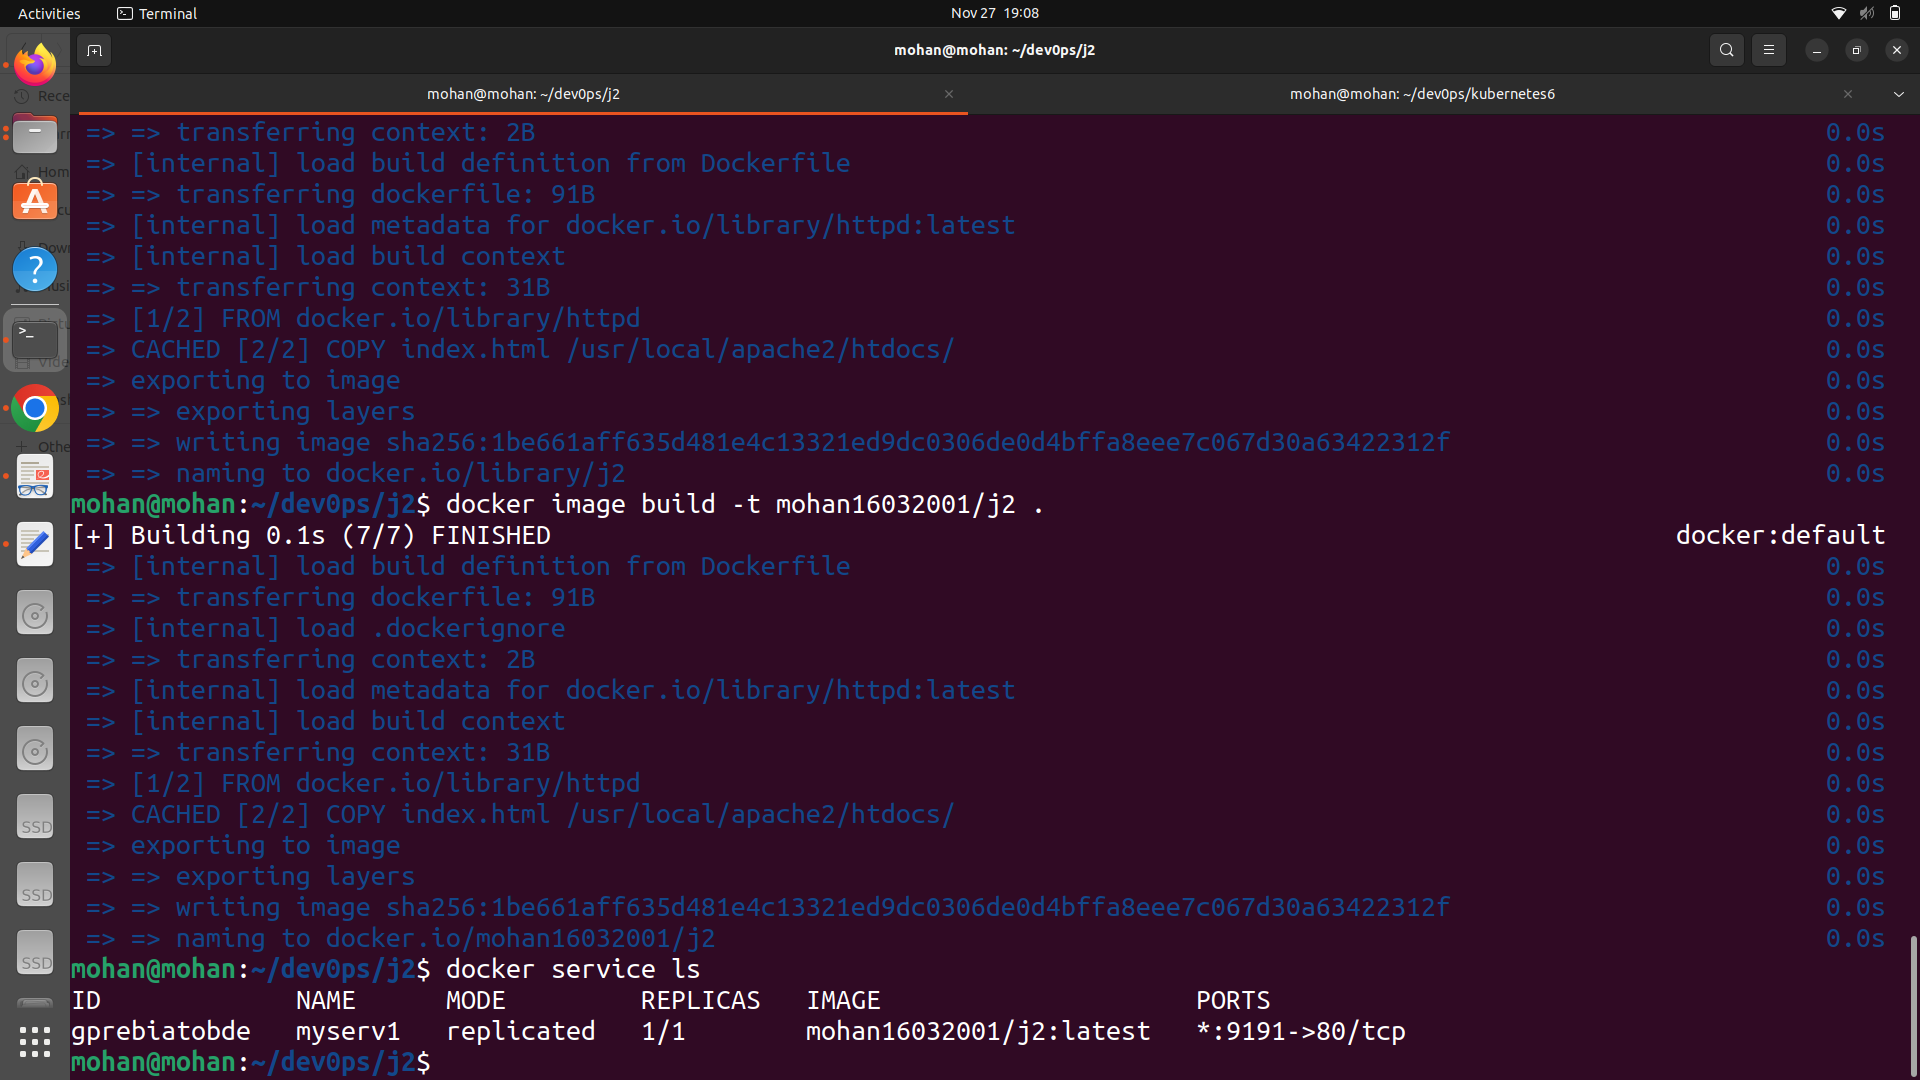 Activities
Terminal
Nov 27 19:08
mohan@mohan: ~/dev0ps/j2
mohan@mohan: ~/dev0ps/j2
mohan@mohan: ~/dev0ps/kubernetes6
=> => transferring context: 2B 0.0s
=> [internal] load build definition from Dockerfile 0.0s
=> => transferring dockerfile: 91B 0.0s
=> [internal] load metadata for docker.io/library/httpd:latest 0.0s
=> [internal] load build context 0.0s
=> => transferring context: 31B 0.0s
=> [1/2] FROM docker.io/library/httpd 0.0s
=> CACHED [2/2] COPY index.html /usr/local/apache2/htdocs/ 0.0s
=> exporting to image 0.0s
=> => exporting layers 0.0s
=> => writing image sha256:1be661aff635d481e4c13321ed9dc0306de0d4bffa8eee7c067d30a63422312f 0.0s
=> => naming to docker.io/library/j2 0.0s
mohan@mohan:~/dev0ps/j2$ docker image build -t mohan16032001/j2 .
[+] Building 0.1s (7/7) FINISHED docker:default
=> [internal] load build definition from Dockerfile 0.0s
=> => transferring dockerfile: 91B 0.0s
=> [internal] load .dockerignore 0.0s
=> => transferring context: 2B 0.0s
=> [internal] load metadata for docker.io/library/httpd:latest 0.0s
=> [internal] load build context 0.0s
=> => transferring context: 31B 0.0s
=> [1/2] FROM docker.io/library/httpd 0.0s
=> CACHED [2/2] COPY index.html /usr/local/apache2/htdocs/ 0.0s
=> exporting to image 0.0s
=> => exporting layers 0.0s
=> => writing image sha256:1be661aff635d481e4c13321ed9dc0306de0d4bffa8eee7c067d30a63422312f 0.0s
=> => naming to docker.io/mohan16032001/j2 0.0s
mohan@mohan:~/dev0ps/j2$ docker service ls
ID NAME MODE REPLICAS IMAGE PORTS
gprebiatobde myserv1 replicated 1/1 mohan16032001/j2:latest *:9191->80/tcp
mohan@mohan:~/dev0ps/j2$
Rece
Hom
Othe
SSD
SSD
SSD